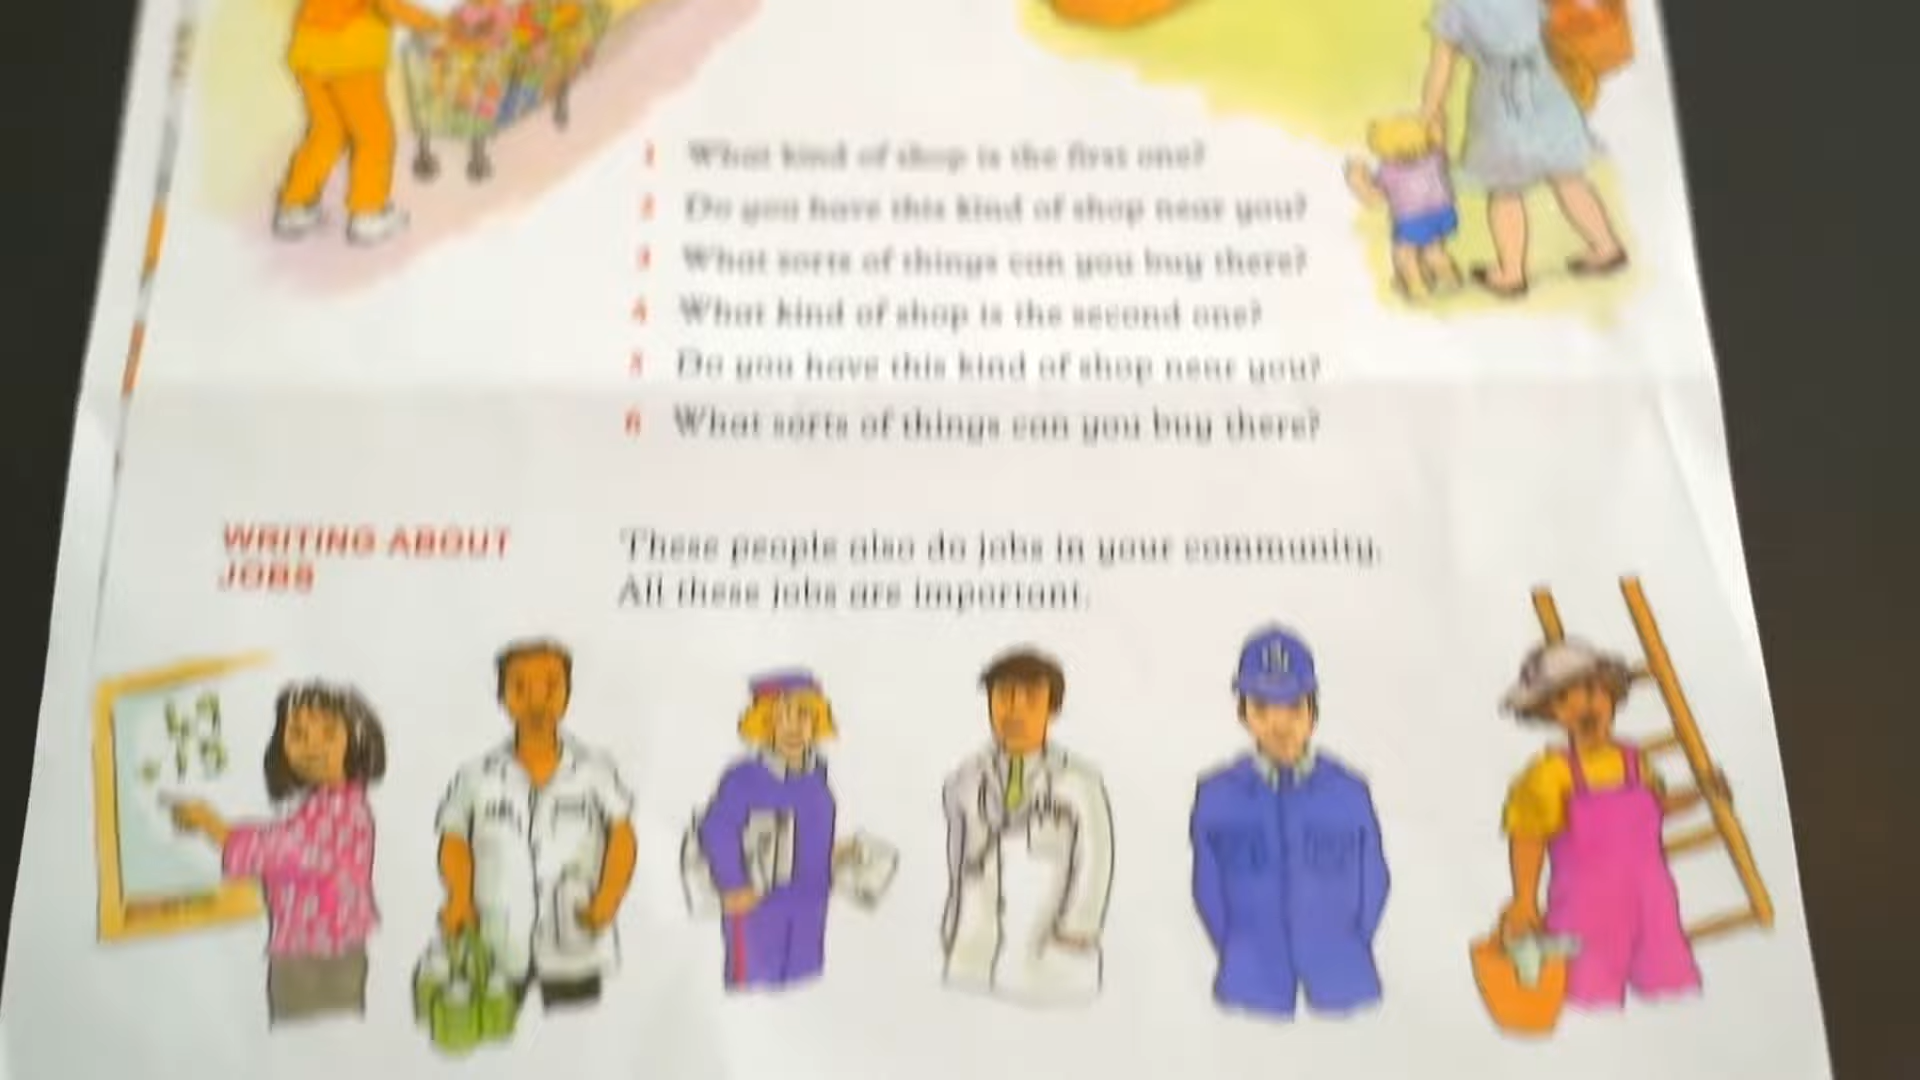 1 What kind of shop is the first one?
2 Do you have this kind of shop near you?
3 What sorts of things can you buy there?
4 What kind of shop is the second one?
5 Do you have this kind of shop near you?
6 What sorts of things can you buy there?
WRITING ABOUT
JOBS
These people also do jobs in your community.
All these jobs are important.